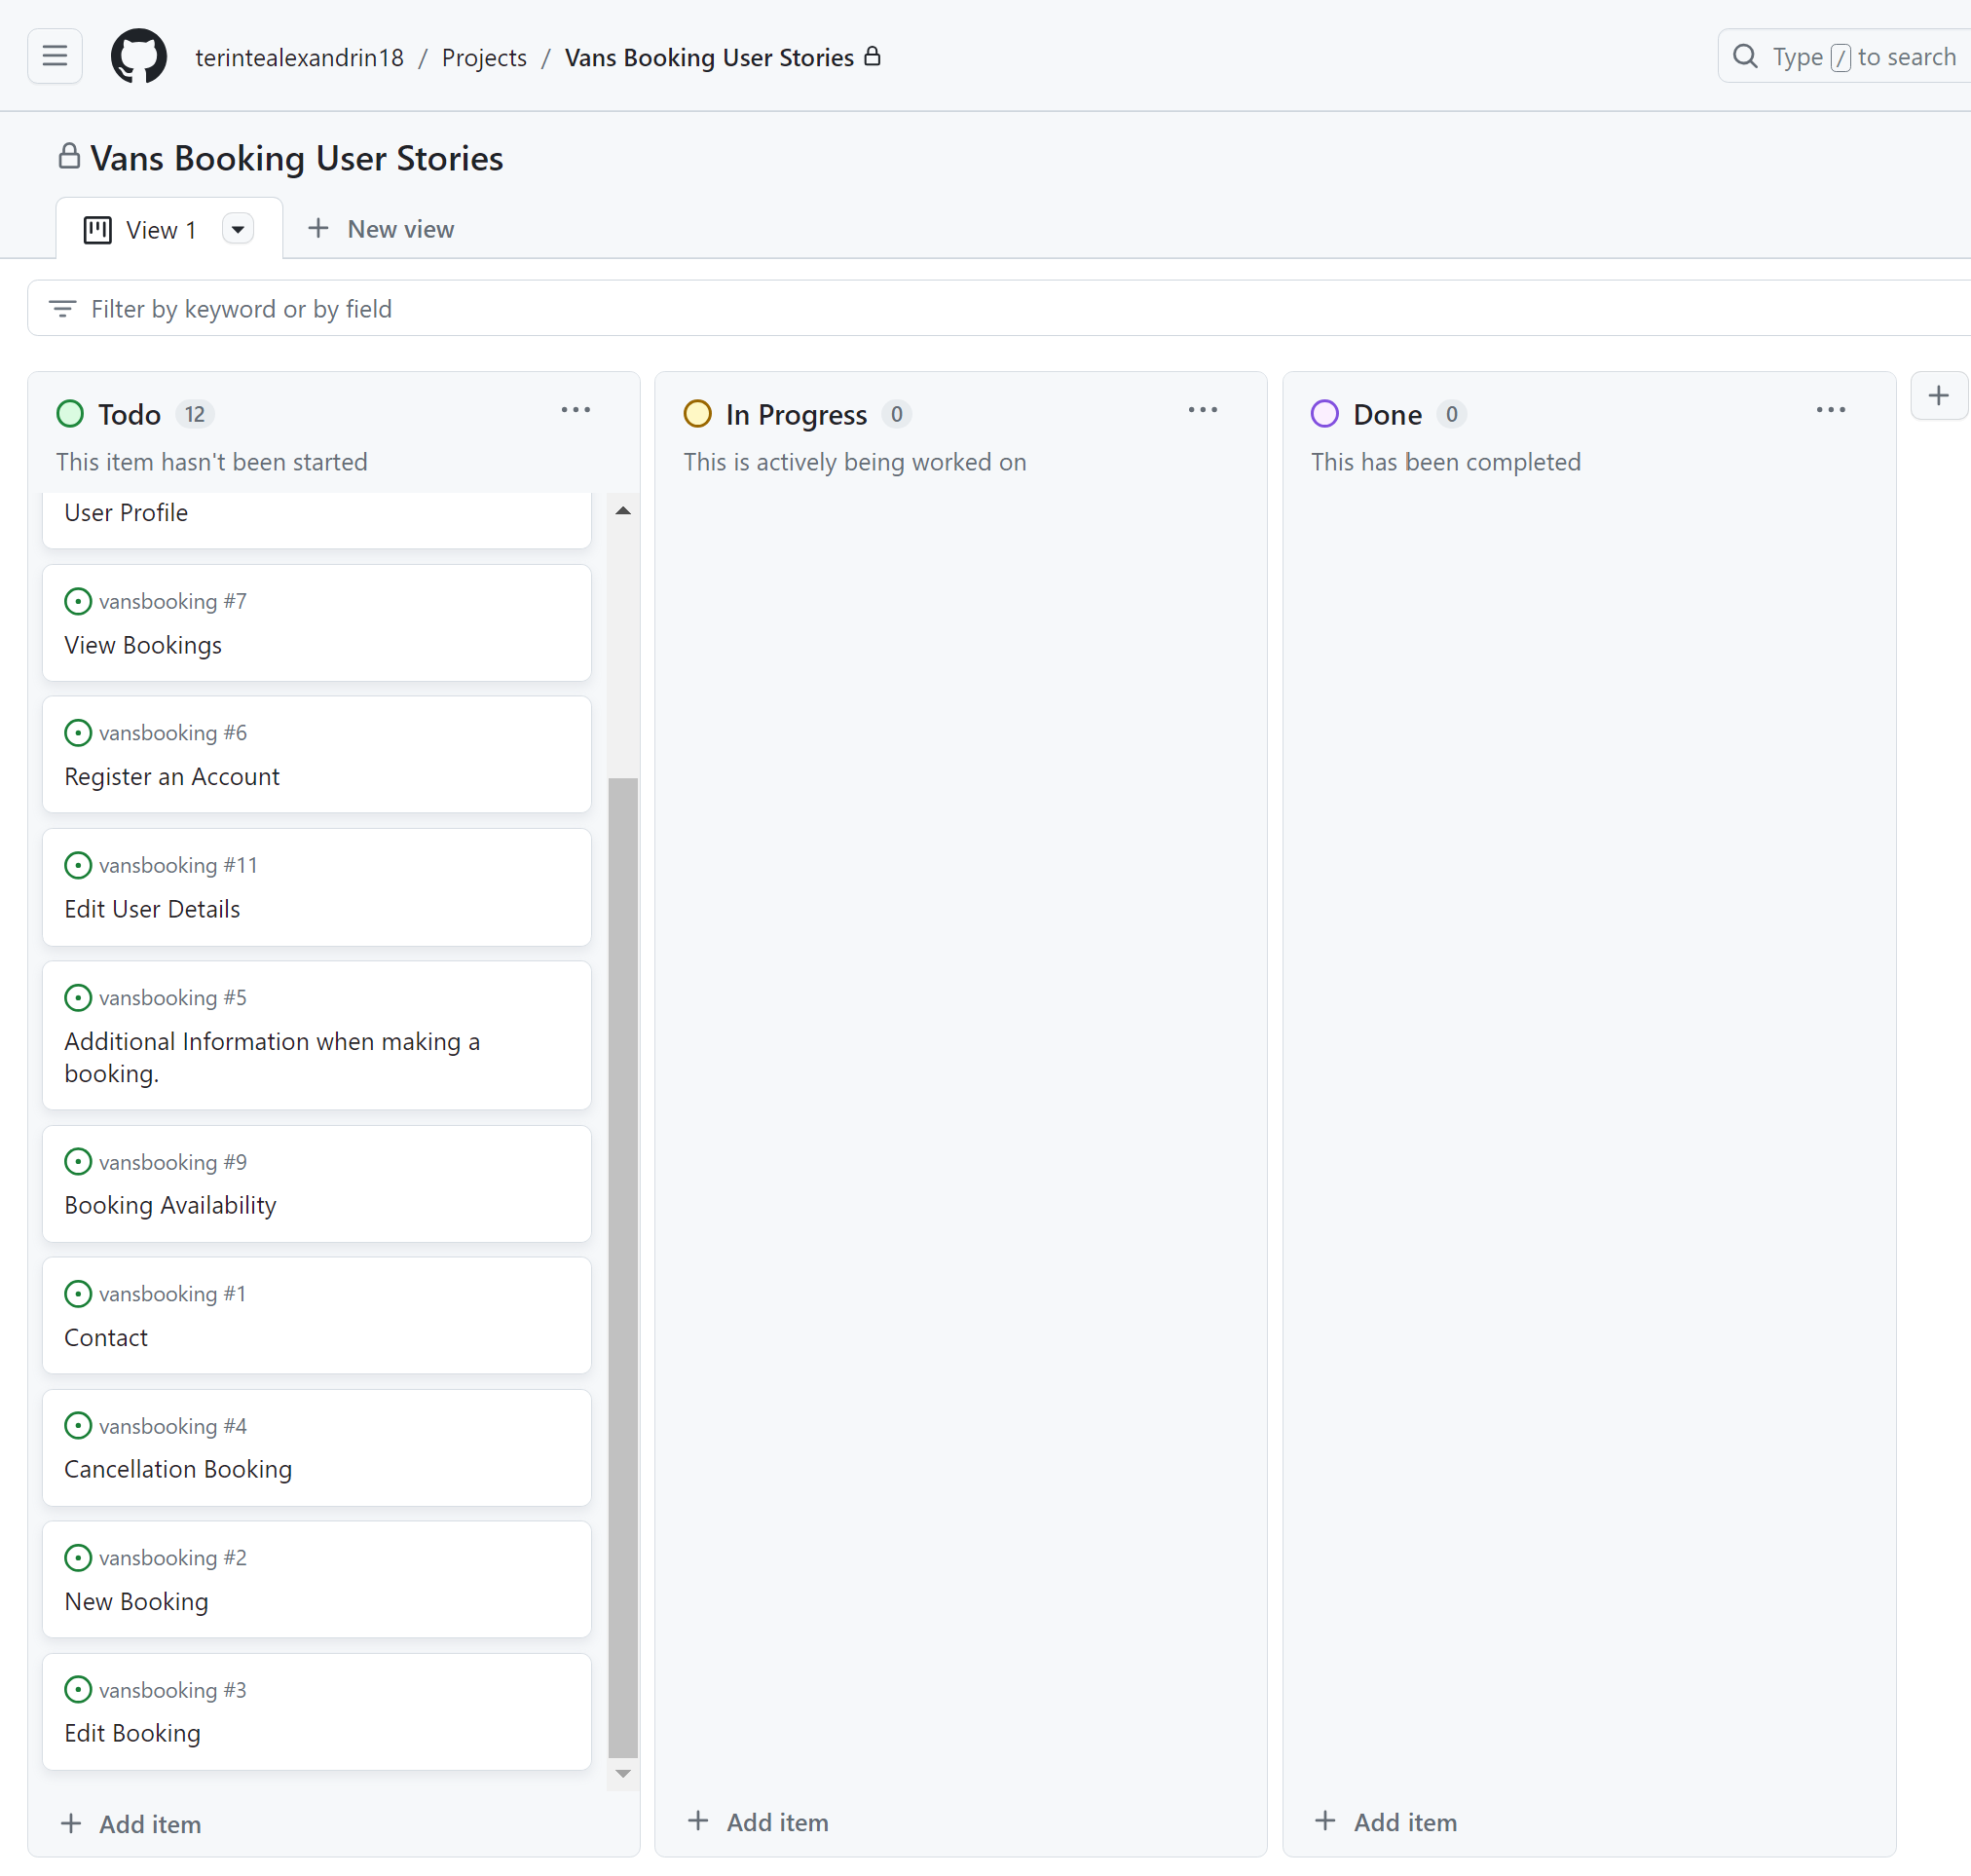 terintealexandrin18 / Projects / Vans Booking User Stories
Type / to search
Vans Booking User Stories
View 1
New view
Filter by keyword or by field
Todo 12
This item hasn't been started
User Profile
vansbooking #7
View Bookings
vansbooking #6
Register an Account
vansbooking #11
Edit User Details
vansbooking #5
Additional Information when making a
booking.
vansbooking #9
Booking Availability
vansbooking #1
Contact
vansbooking #4
Cancellation Booking
vansbooking #2
New Booking
vansbooking #3
Edit Booking
Add item
In Progress 0
This is actively being worked on
Add item
Done 0
This has been completed
Add item